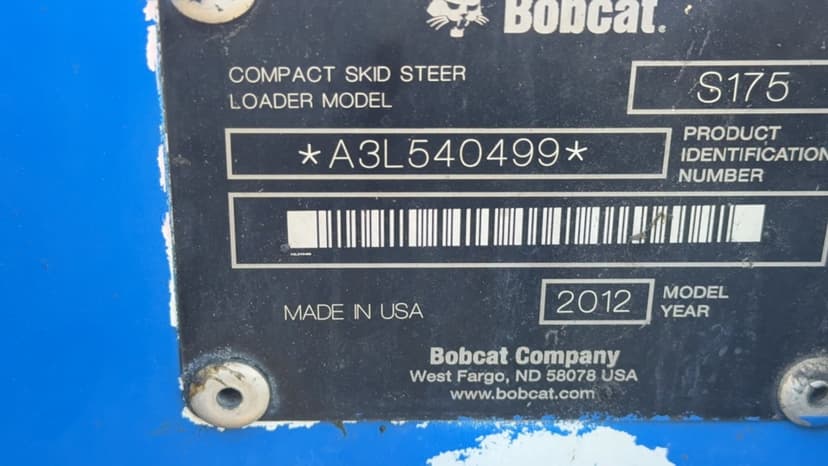 Bobcat.
COMPACT SKID STEER
LOADER MODEL
S175
*A3L540499*
PRODUCT
IDENTIFICATION
NUMBER
MADE IN USA
2012
MODEL
YEAR
Bobcat Company
West Fargo, ND 58078 USA
www.bobcat.com